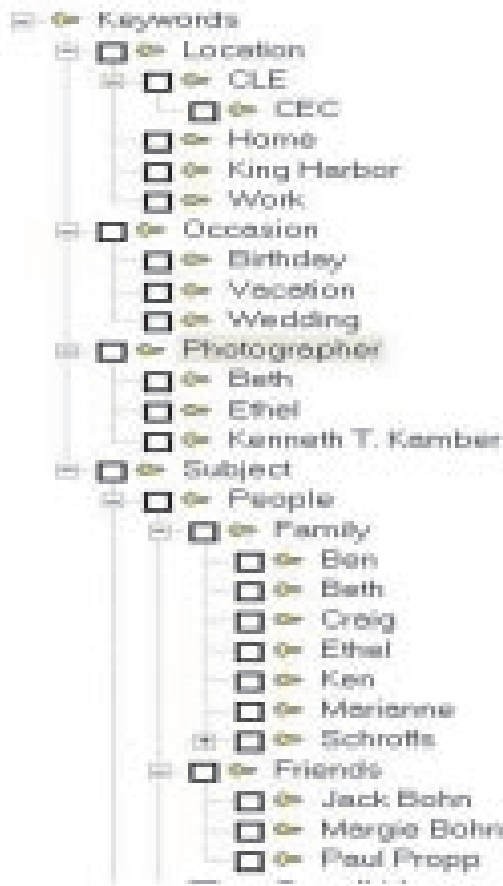 Keywords
Location
CLE
CEC
Home
King Harbor
Work
Occasion
Birthday
Vacation
Wedding
Photographer
Beth
Ethel
Kenneth T. Kamber
Subject
People
Family
Ben
Beth
Craig
Ethel
Ken
Marianne
Schrotts
Friends
Jack Bohn
Margie Bohn
Paul Propp